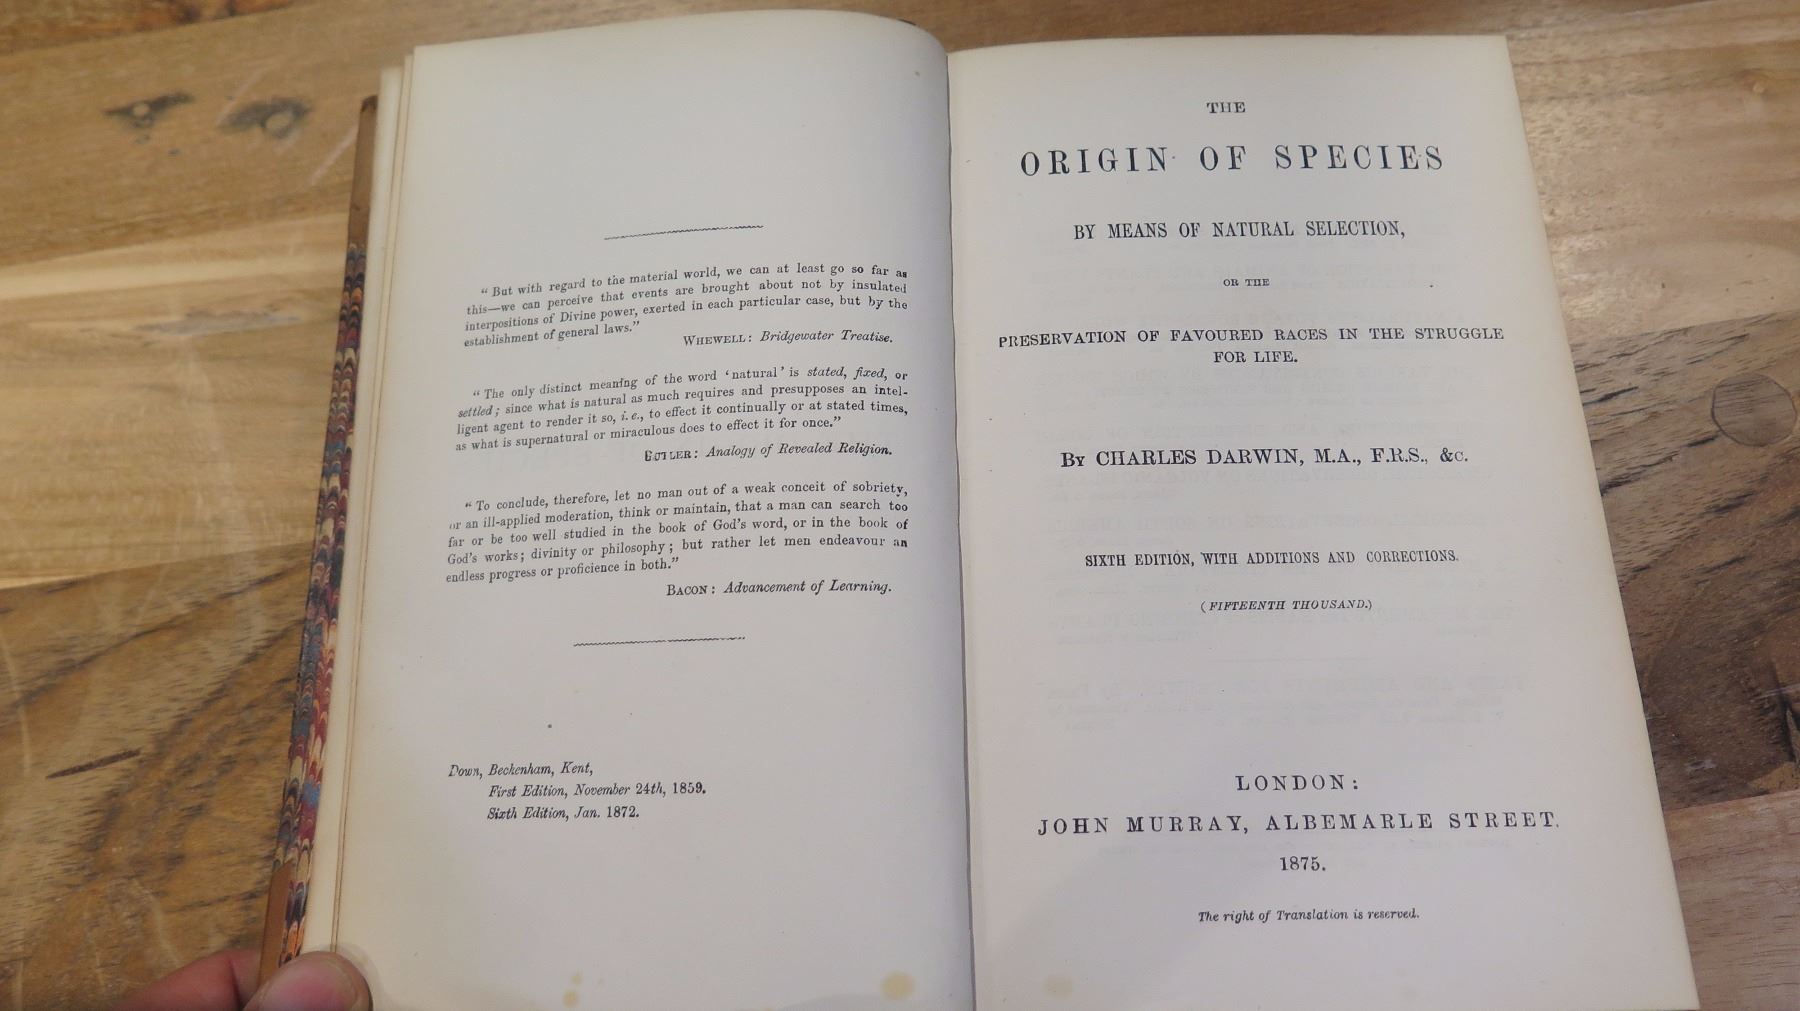 "But with regard to the material world, we can at least go so far as
this—we can perceive that events are brought about not by insulated
interpositions of Divine power, exerted in each particular case, but by the
establishment of general laws."
WHEWELL: Bridgewater Treatise.
"The only distinct meaning of the word 'natural' is stated, fixed, or
settled; since what is natural as much requires and presupposes an intel-
ligent agent to render it so, i.e., to effect it continually or at stated times,
as what is supernatural or miraculous does to effect it for once."
BUTLER: Analogy of Revealed Religion.
"To conclude, therefore, let no man out of a weak conceit of sobriety,
or an ill-applied moderation, think or maintain, that a man can search too
far or be too well studied in the book of God's word, or in the book of
God's works; divinity or philosophy; but rather let men endeavour an
endless progress or proficience in both."
BACON: Advancement of Learning.
Down, Beckenham, Kent,
First Edition, November 24th, 1859.
Sixth Edition, Jan. 1872.
THE
ORIGIN OF SPECIES
BY MEANS OF NATURAL SELECTION,
OR THE
PRESERVATION OF FAVOURED RACES IN THE STRUGGLE
FOR LIFE.
BY CHARLES DARWIN, M.A., F.R.S., &c.
SIXTH EDITION, WITH ADDITIONS AND CORRECTIONS.
(FIFTEENTH THOUSAND.)
LONDON:
JOHN MURRAY, ALBEMARLE STREET.
1875.
The right of Translation is reserved.